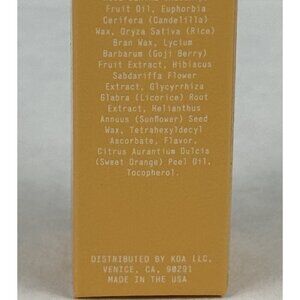 Fruit Oil, Euphorbia
Cerifera (Candelilla)
Wax, Oryza Sativa (Rice)
Bran Wax, Lycium
Barbarum (Goji Berry)
Fruit Extract, Hibiscus
Sabdariffa Flower
Extract, Glycyrrhiza
Glabra (Licorice) Root
Extract, Helianthus
Annuus (Sunflower) Seed
Wax, Tetrahexyldecyl
Ascorbate, Flavor,
Citrus Aurantium Dulcis
(Sweet Orange) Peel Oil,
Tocopherol.
DISTRIBUTED BY KOA LLC,
VENICE, CA, 90291
MADE IN THE USA